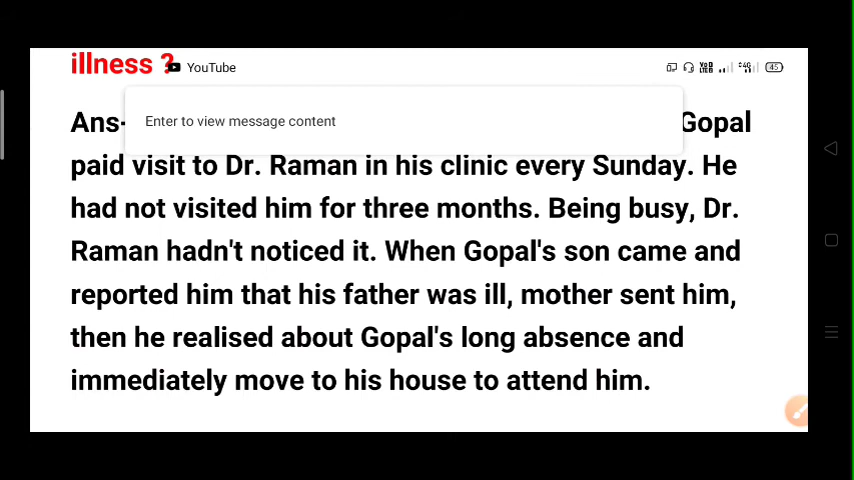 illness ?
YouTube
45
Enter to view message content
Ans- Gopal
paid visit to Dr. Raman in his clinic every Sunday. He
had not visited him for three months. Being busy, Dr.
Raman hadn't noticed it. When Gopal's son came and
reported him that his father was ill, mother sent him,
then he realised about Gopal's long absence and
immediately move to his house to attend him.